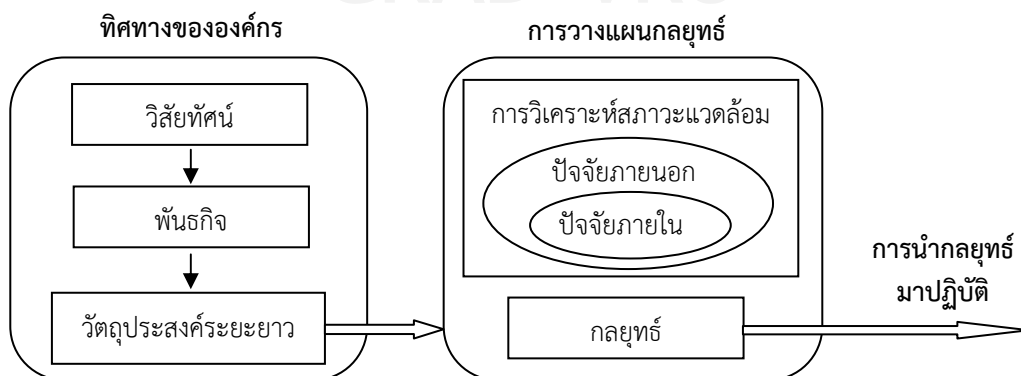 ทิศทางขององค์กร
วิสัยทัศน์
พันธกิจ
วัตถุประสงค์ระยะยาว
การวางแผนกลยุทธ์
การวิเคราะห์สภาวะแวดล้อม
ปัจจัยภายนอก
ปัจจัยภายใน
กลยุทธ์
การนำกลยุทธ์
มาปฏิบัติ